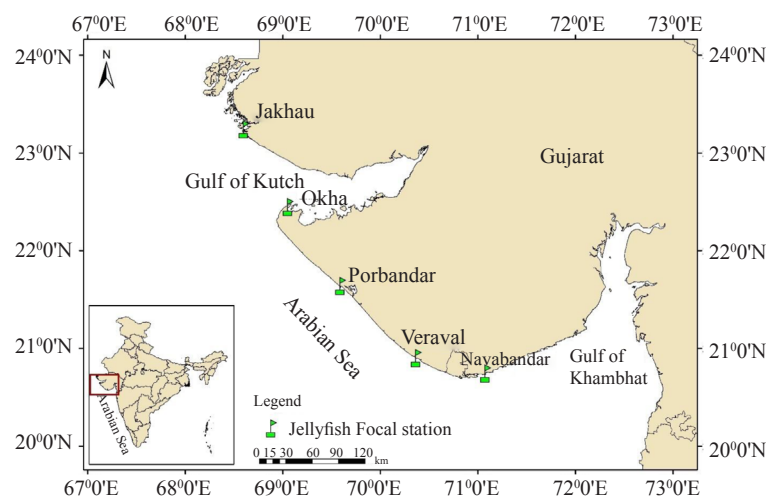 67⁰0'E 68⁰0'E 69⁰0'E 70⁰0'E 71⁰0'E 72⁰0'E 73⁰0'E
24⁰0'N 24⁰0'N
N
Jakhau
23⁰0'N 23⁰0'N
Gujarat
Gulf of Kutch
Okha
22⁰0'N 22⁰0'N
Porbandar
Arabian Sea
Veraval
Navabandar
21⁰0'N 21⁰0'N
Gulf of
Khambhat
Legend
Jellyfish Focal station
Arabian Sea
20⁰0'N 20⁰0'N
0 15 30 60 90 120
km
67⁰0'E 68⁰0'E 69⁰0'E 70⁰0'E 71⁰0'E 72⁰0'E 73⁰0'E